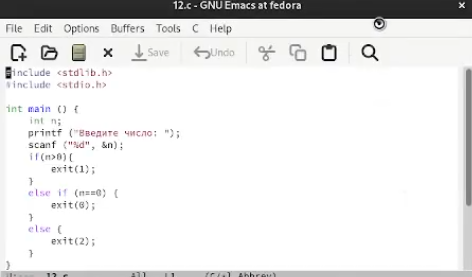 12.c - GNU Emacs at fedora
File Edit Options Buffers Tools C Help
Save Undo
#include <stdlib.h>
#include <stdio.h>
int main () {
int n;
printf ("Введите число: ");
scanf ("%d", &n);
if(n>0){
exit(1);
}
else if (n==0) {
exit(0);
}
else {
exit(2);
}
}
12.c All L1 (C/*l Abbrev)